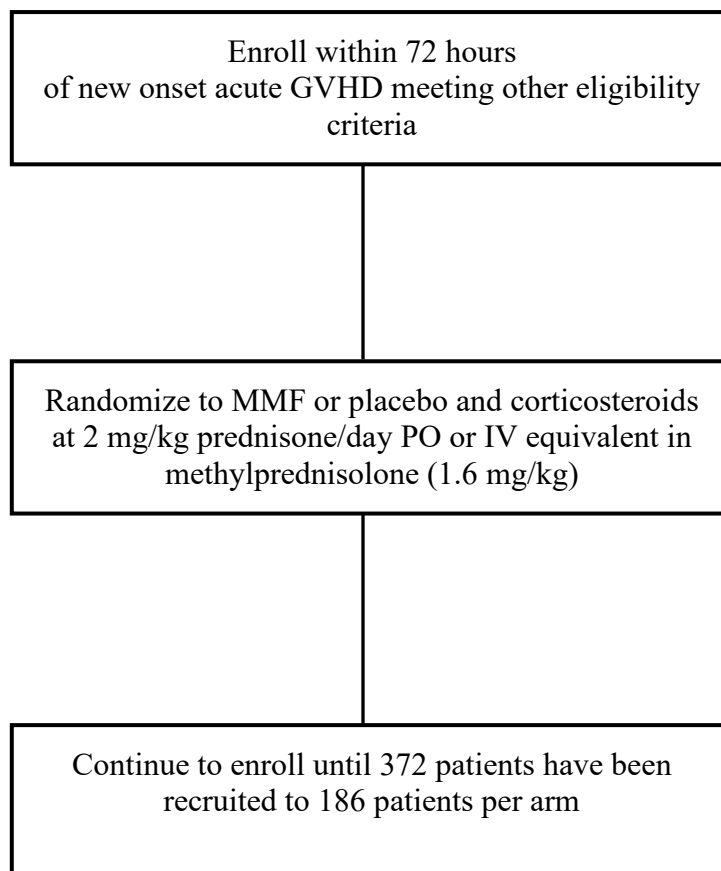 Enroll within 72 hours
of new onset acute GVHD meeting other eligibility
criteria
Randomize to MMF or placebo and corticosteroids
at 2 mg/kg prednisone/day PO or IV equivalent in
methylprednisolone (1.6 mg/kg)
Continue to enroll until 372 patients have been
recruited to 186 patients per arm